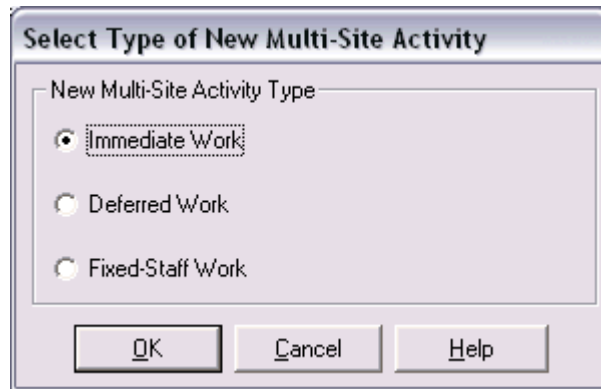 Select Type of New Multi-Site Activity
New Multi-Site Activity Type
Immediate Work
Deferred Work
Fixed-Staff Work
OK Cancel Help